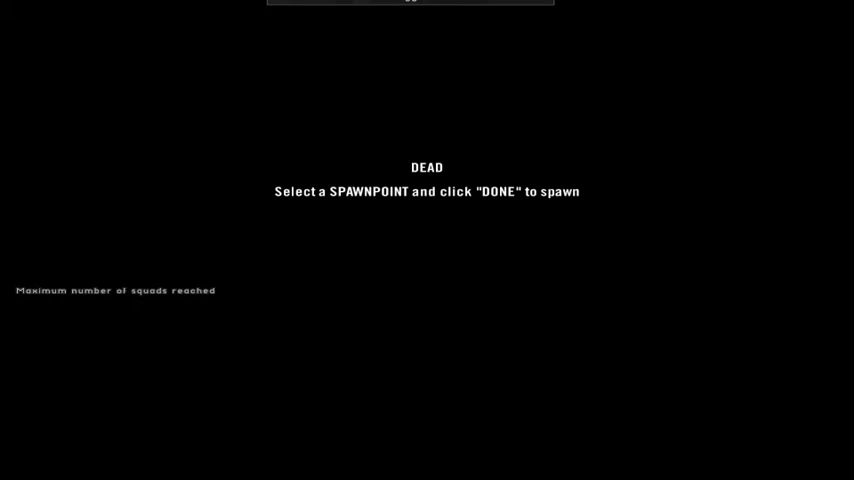 DEAD
Select a SPAWNPOINT and click "DONE" to spawn
Maximum number of squads reached